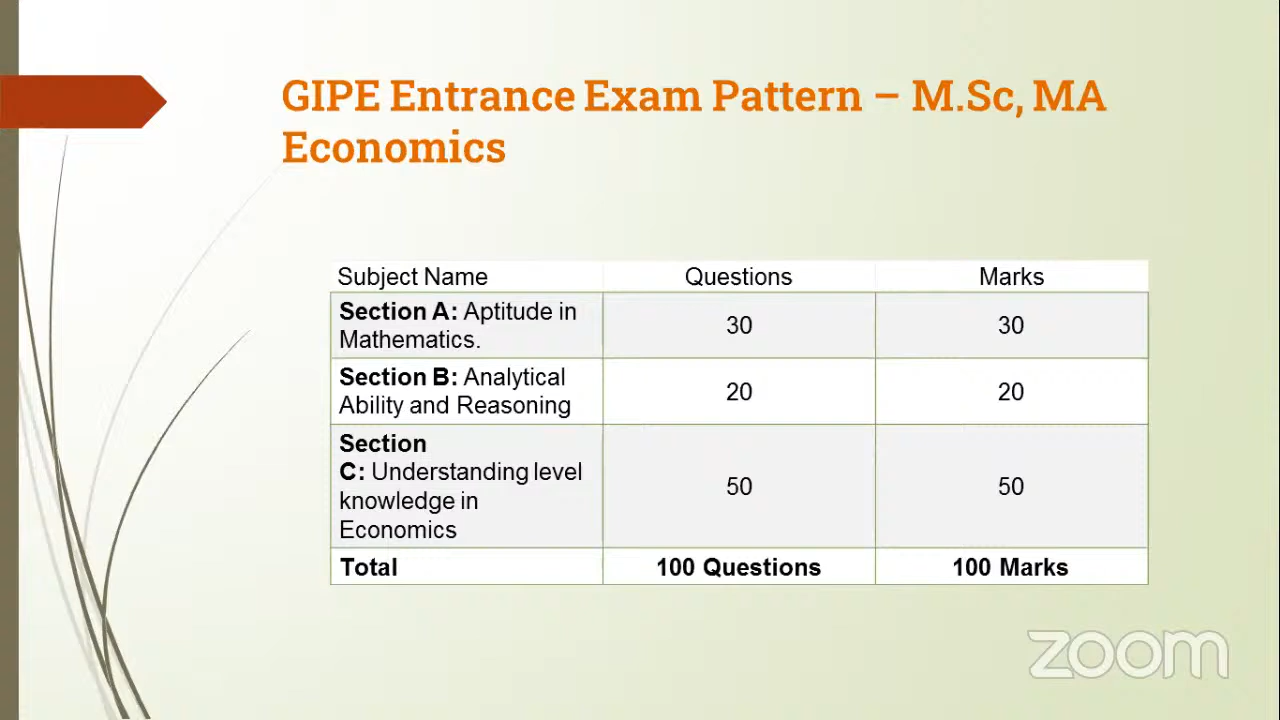 GIPE Entrance Exam Pattern – M.Sc, MA
Economics
Subject Name Questions Marks
Section A: Aptitude in
Mathematics. 30 30
Section B: Analytical
Ability and Reasoning 20 20
Section
C: Understanding level
knowledge in
Economics 50 50
Total 100 Questions 100 Marks
zoom